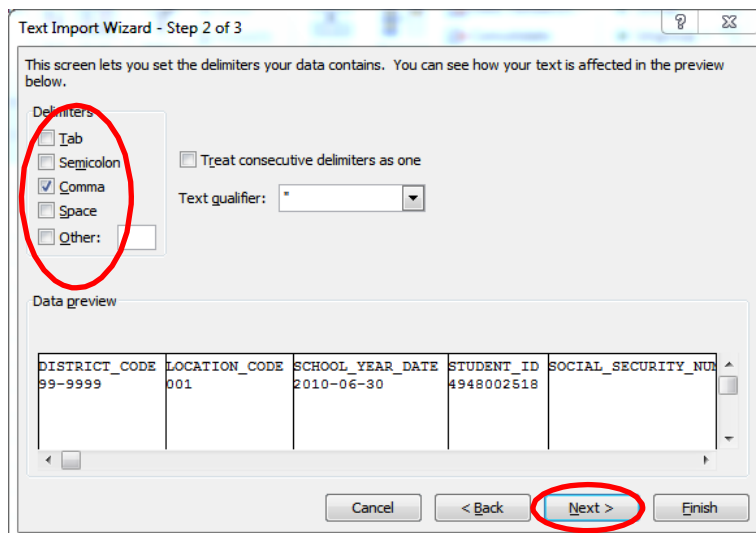 Text Import Wizard - Step 2 of 3
This screen lets you set the delimiters your data contains. You can see how your text is affected in the preview
below.
Delimiters
Tab
Semicolon
Comma
Space
Other:
Treat consecutive delimiters as one
Text qualifier: "
Data preview
DISTRICT_CODE LOCATION_CODE SCHOOL_YEAR_DATE STUDENT_ID SOCIAL_SECURITY_NUM
99-9999 001 2010-06-30 4948002518
Cancel < Back Next > Finish